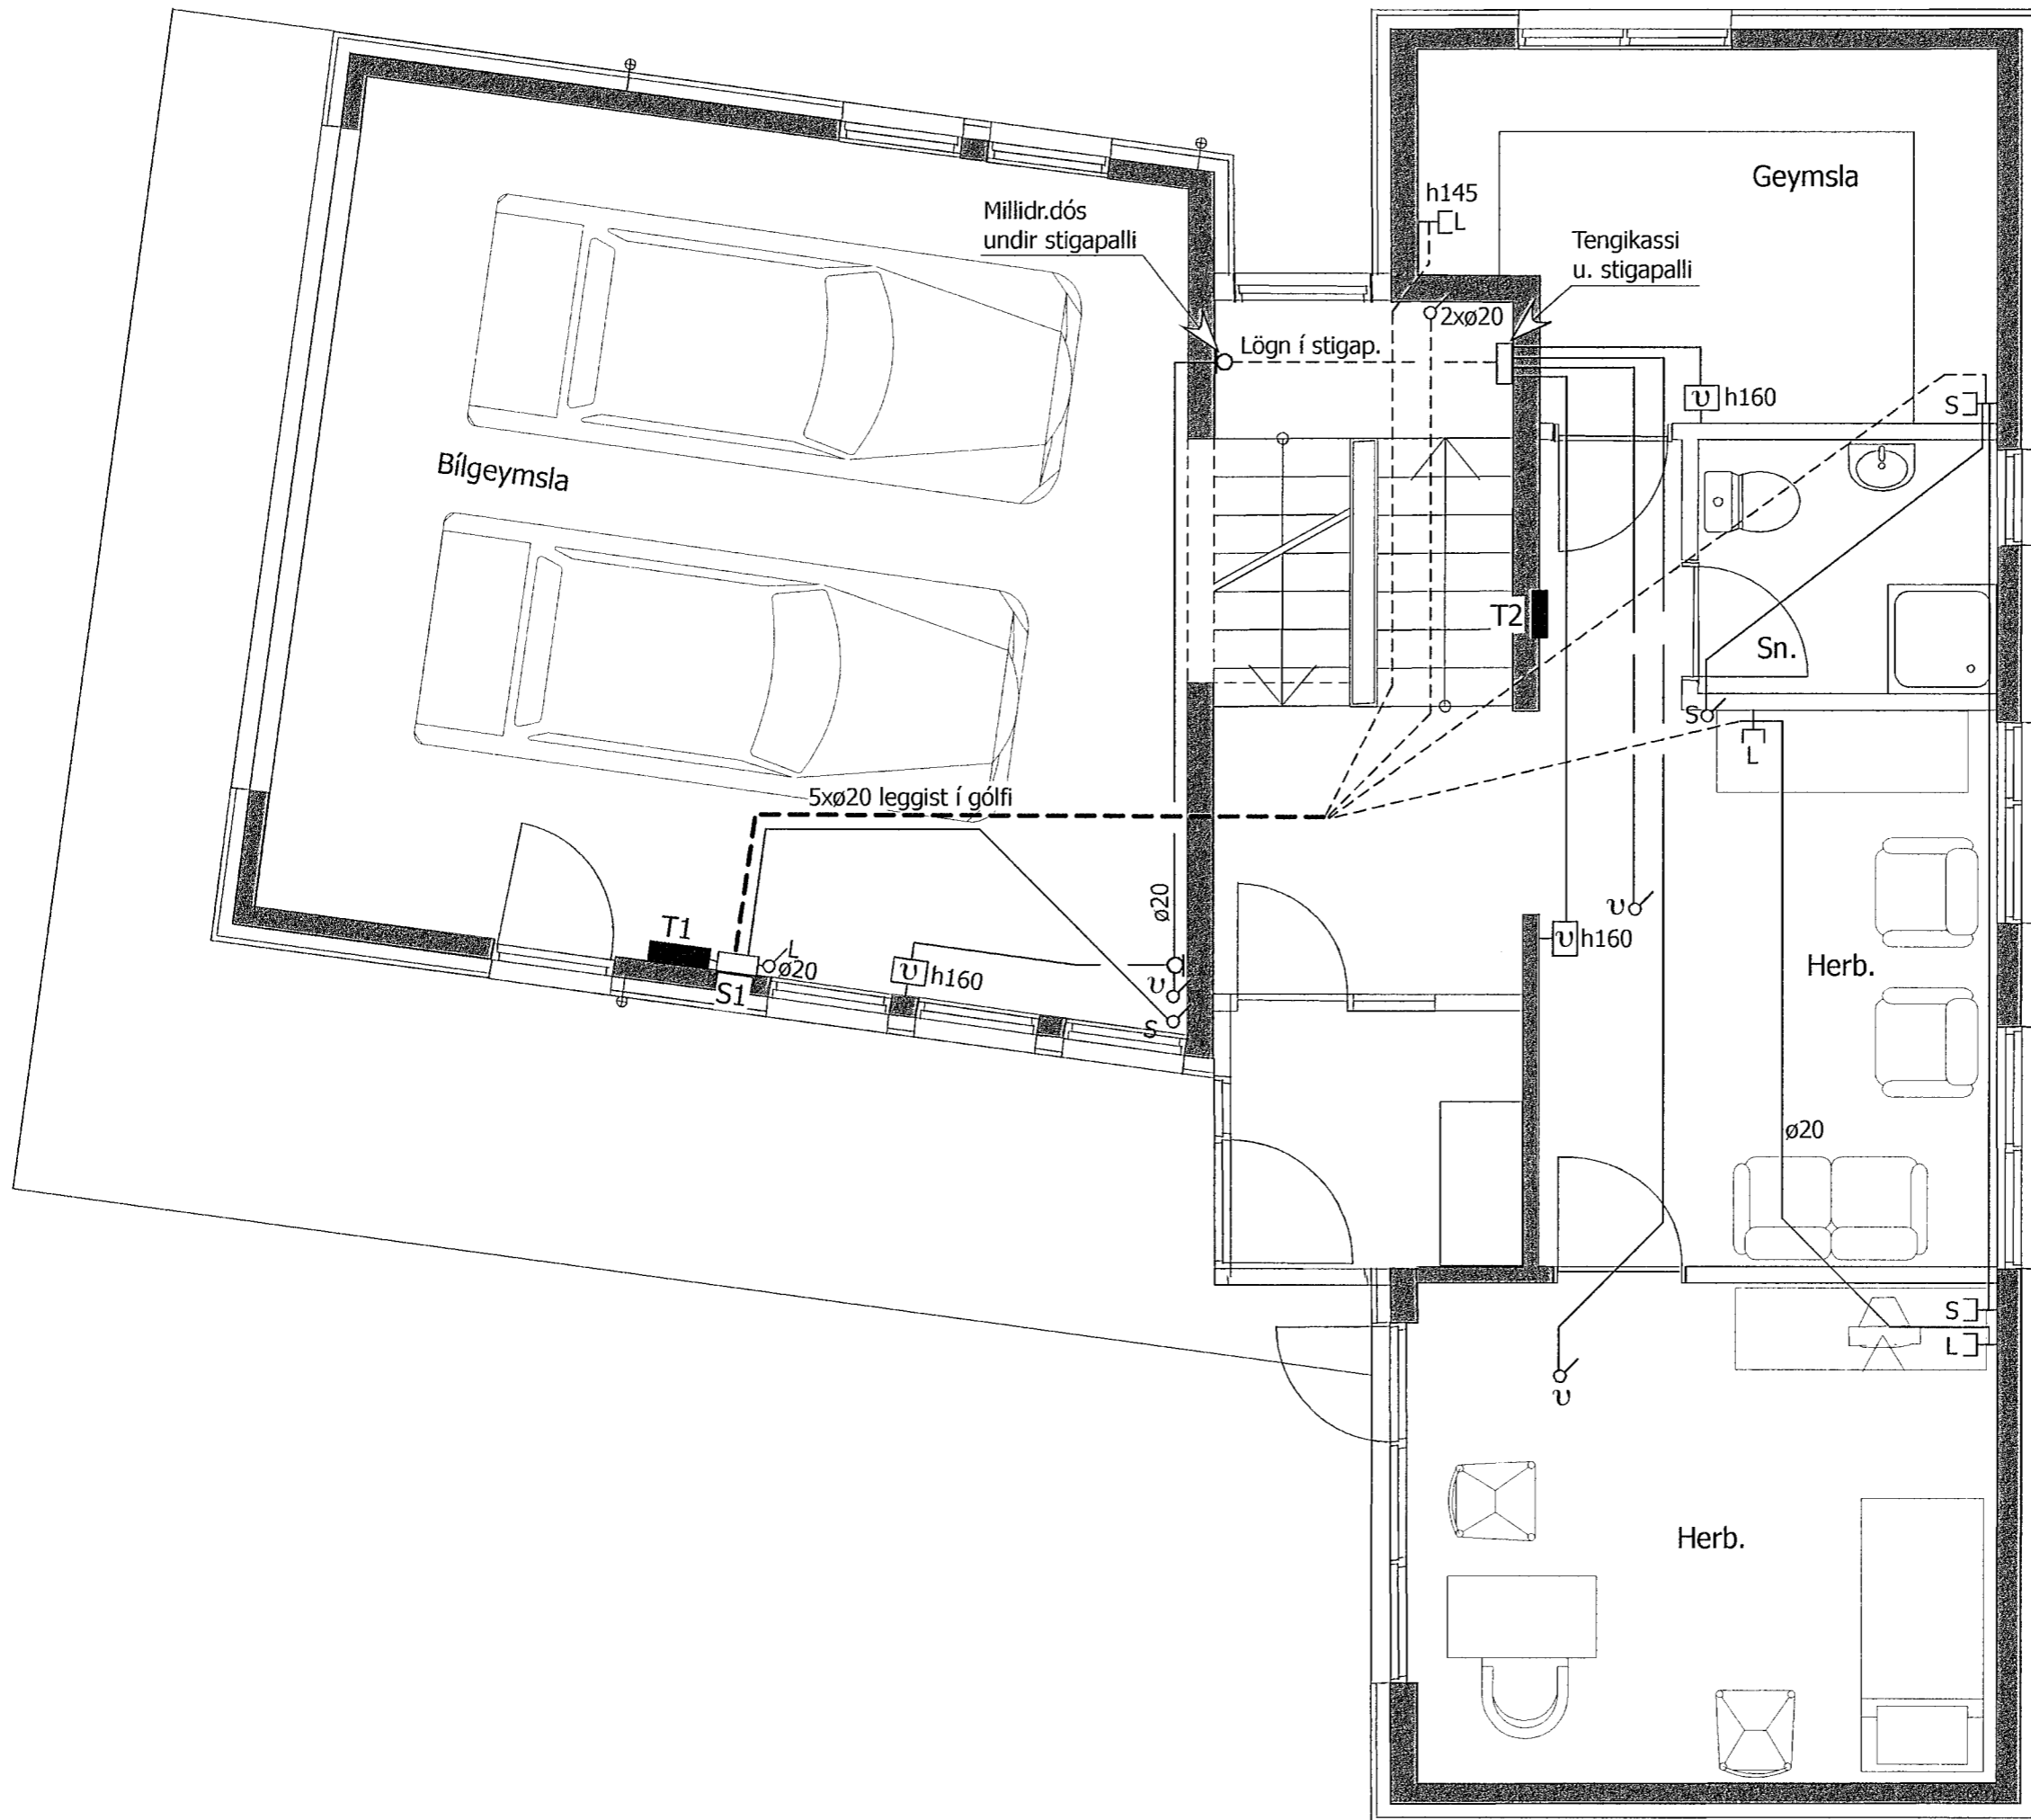 Geymsla
h145
L
Millidr.dós
undir stigapalli
Tengikassi
u. stigapalli
2xø20
Lögn í stigap.
υ h160
S
Bílgeymsla
T2
Sn.
S
L
5xø20 leggist í gólfi
ø20
T1
L
ø20
S1
υ h160
υ
S
υ
υ h160
Herb.
ø20
S
L
υ
Herb.